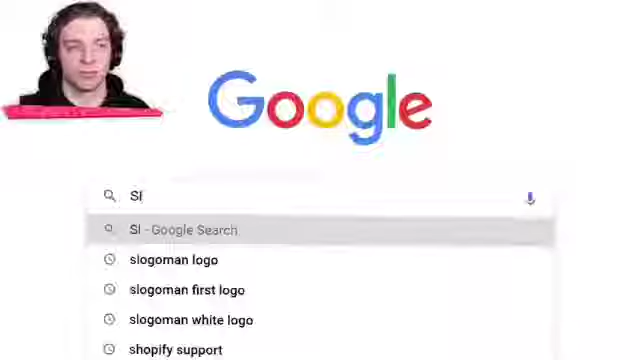 Google
Sl
Sl - Google Search
slogoman logo
slogoman first logo
slogoman white logo
shopify support